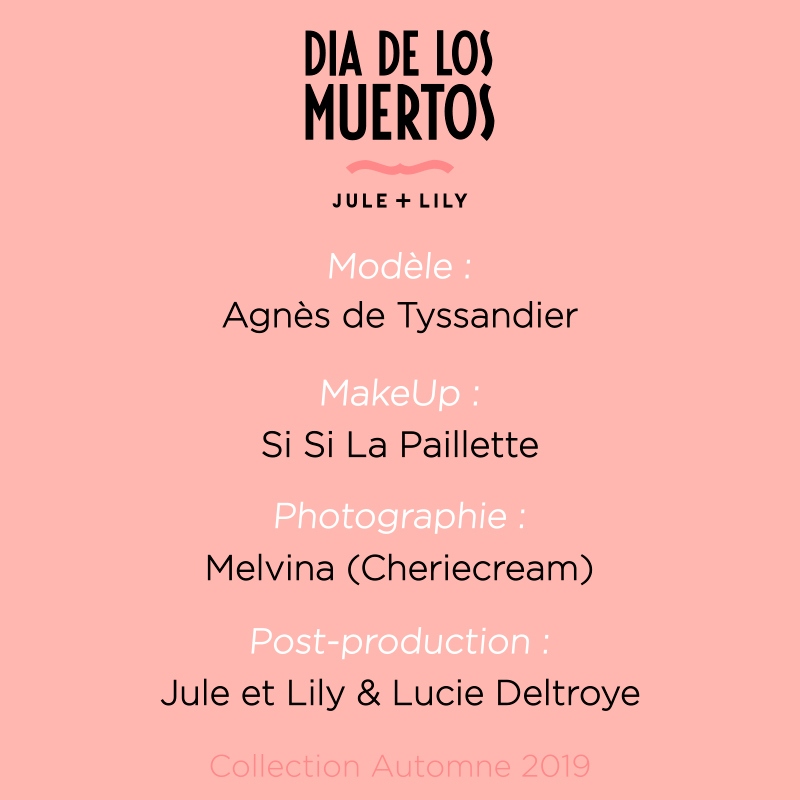 DIA DE LOS
MUERTOS
JULE + LILY
Modèle :
Agnès de Tyssandier
MakeUp :
Si Si La Paillette
Photographie :
Melvina (Cheriecream)
Post-production :
Jule et Lily & Lucie Deltroye
Collection Automne 2019